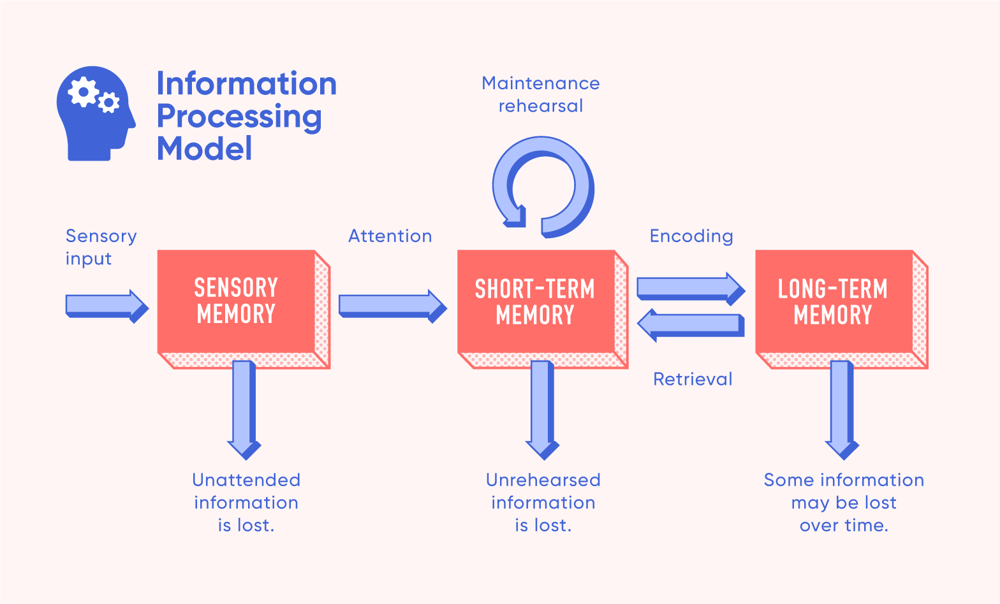 Information
Processing
Model
Maintenance
rehearsal
Sensory
input
Attention
Encoding
SENSORY
MEMORY
SHORT-TERM
MEMORY
LONG-TERM
MEMORY
Retrieval
Unattended
information
is lost.
Unrehearsed
information
is lost.
Some information
may be lost
over time.